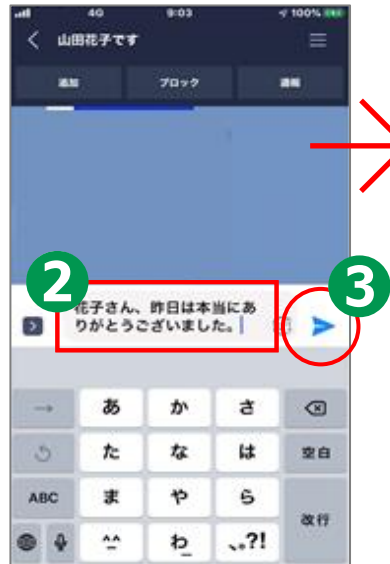 4G 9:03 100%
山田花子です
追加 ブロック 通報
2
3
花子さん、昨日は本当にあ
りがとうございました。
→ あ か さ
た な は 空白
ABC ま や ら
改行
^_^ わ_ 、。?!